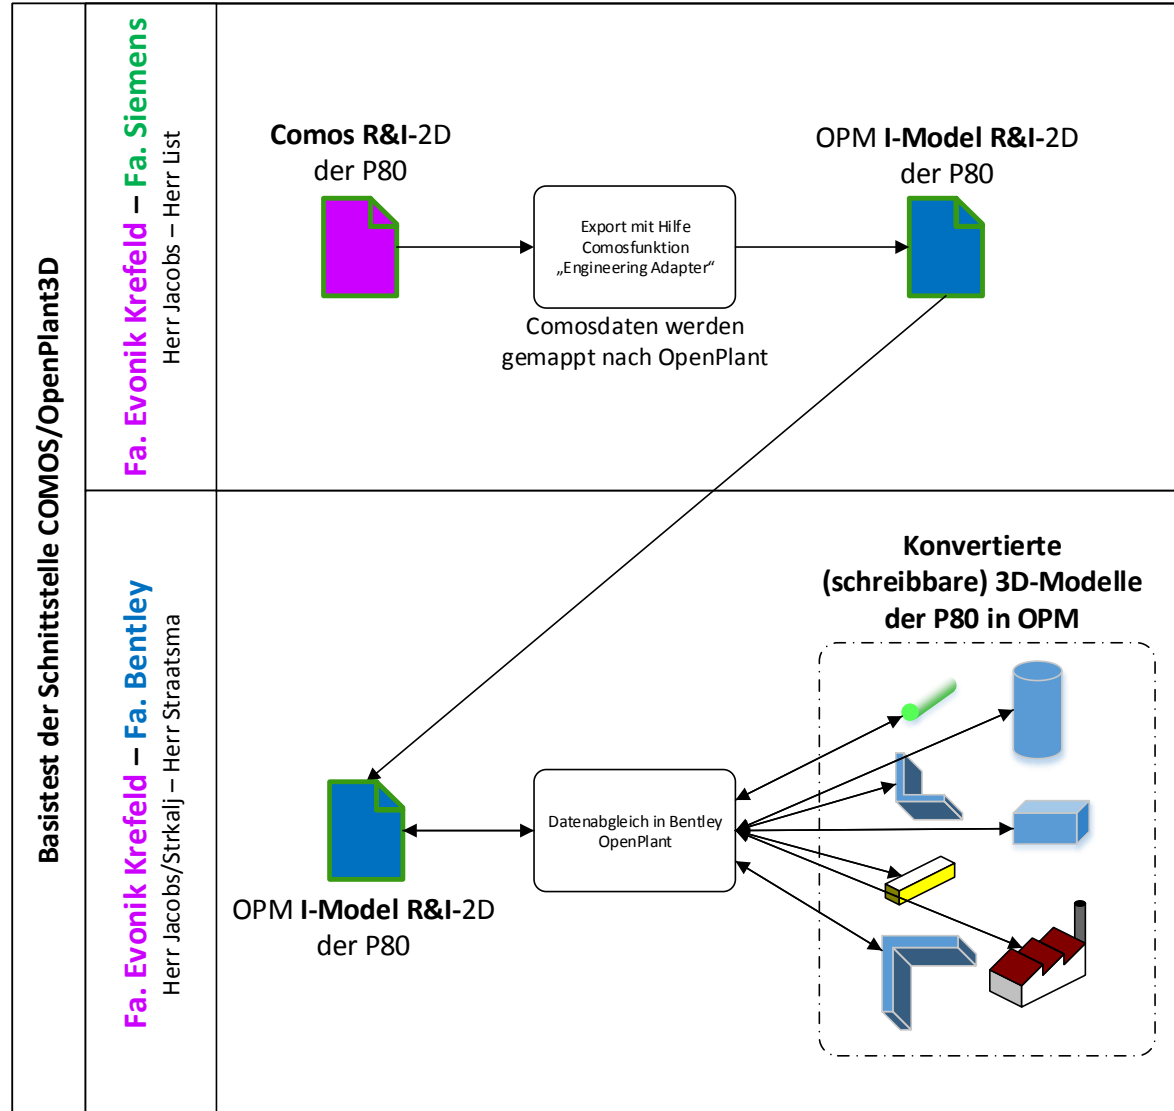 Basistest der Schnittstelle COMOS/OpenPlant3D
Fa. Evonik Krefeld – Fa. Siemens
Herr Jacobs – Herr List
Comos R&I-2D
der P80
Export mit Hilfe
Comosfunktion
„Engineering Adapter“
Comosdaten werden
gemappt nach OpenPlant
OPM I-Model R&I-2D
der P80
Fa. Evonik Krefeld – Fa. Bentley
Herr Jacobs/Strkalj – Herr Straatsma
OPM I-Model R&I-2D
der P80
Datenabgleich in Bentley
OpenPlant
Konvertierte
(schreibbare) 3D-Modelle
der P80 in OPM